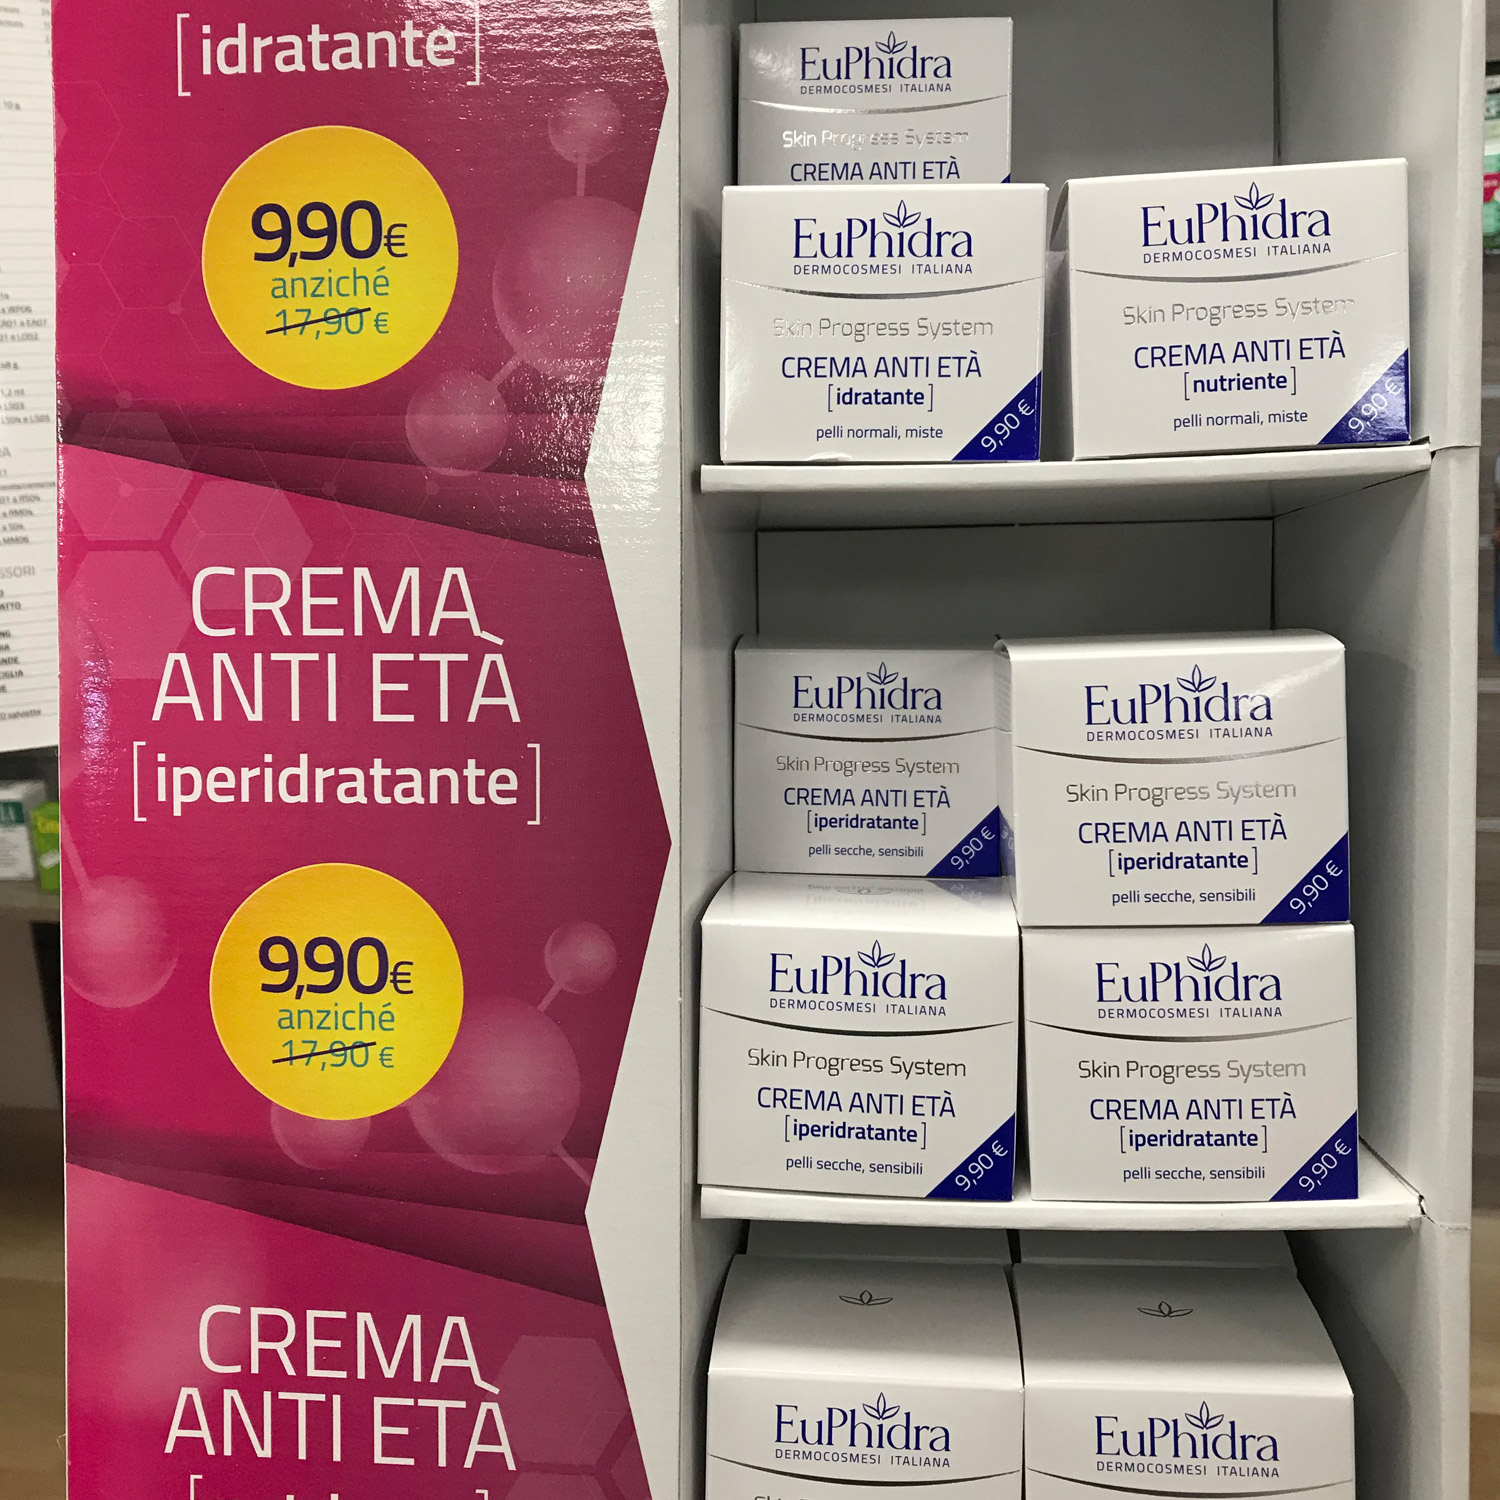 [idratante]
9,90€
anziché
17,90 €
CREMA
ANTI ETÀ
[iperidratante]
9,90€
anziché
17,90 €
CREMA
ANTI ETÀ
EuPhidra
DERMOCOSMESI ITALIANA
Skin Progress System
CREMA ANTI ETÀ
EuPhidra
DERMOCOSMESI ITALIANA
Skin Progress System
CREMA ANTI ETÀ
[idratante]
pelli normali, miste
9,90 €
EuPhidra
DERMOCOSMESI ITALIANA
Skin Progress System
CREMA ANTI ETÀ
[nutriente]
pelli normali, miste
9,90 €
EuPhidra
DERMOCOSMESI ITALIANA
Skin Progress System
CREMA ANTI ETÀ
[iperidratante]
pelli secche, sensibili
9,90 €
EuPhidra
DERMOCOSMESI ITALIANA
Skin Progress System
CREMA ANTI ETÀ
[iperidratante]
pelli secche, sensibili
9,90 €
EuPhidra
DERMOCOSMESI ITALIANA
Skin Progress System
CREMA ANTI ETÀ
[iperidratante]
pelli secche, sensibili
9,90 €
EuPhidra
DERMOCOSMESI ITALIANA
Skin Progress System
CREMA ANTI ETÀ
[iperidratante]
pelli secche, sensibili
9,90 €
EuPhidra
DERMOCOSMESI ITALIANA
EuPhidra
DERMOCOSMESI ITALIANA